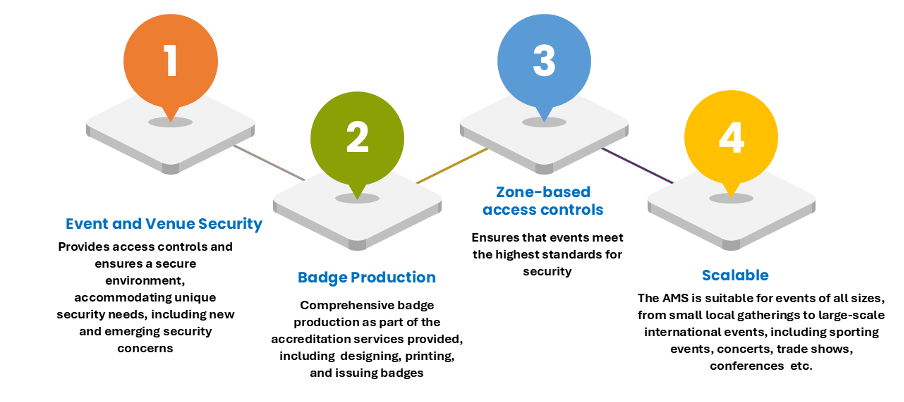 1
Event and Venue Security
Provides access controls and
ensures a secure
environment,
accommodating unique
security needs, including new
and emerging security
concerns
2
Badge Production
Comprehensive badge
production as part of the
accreditation services provided,
including designing, printing,
and issuing badges
3
Zone-based
access controls
Ensures that events meet
the highest standards for
security
4
Scalable
The AMS is suitable for events of all sizes,
from small local gatherings to large-scale
international events, including sporting
events, concerts, trade shows,
conferences etc.